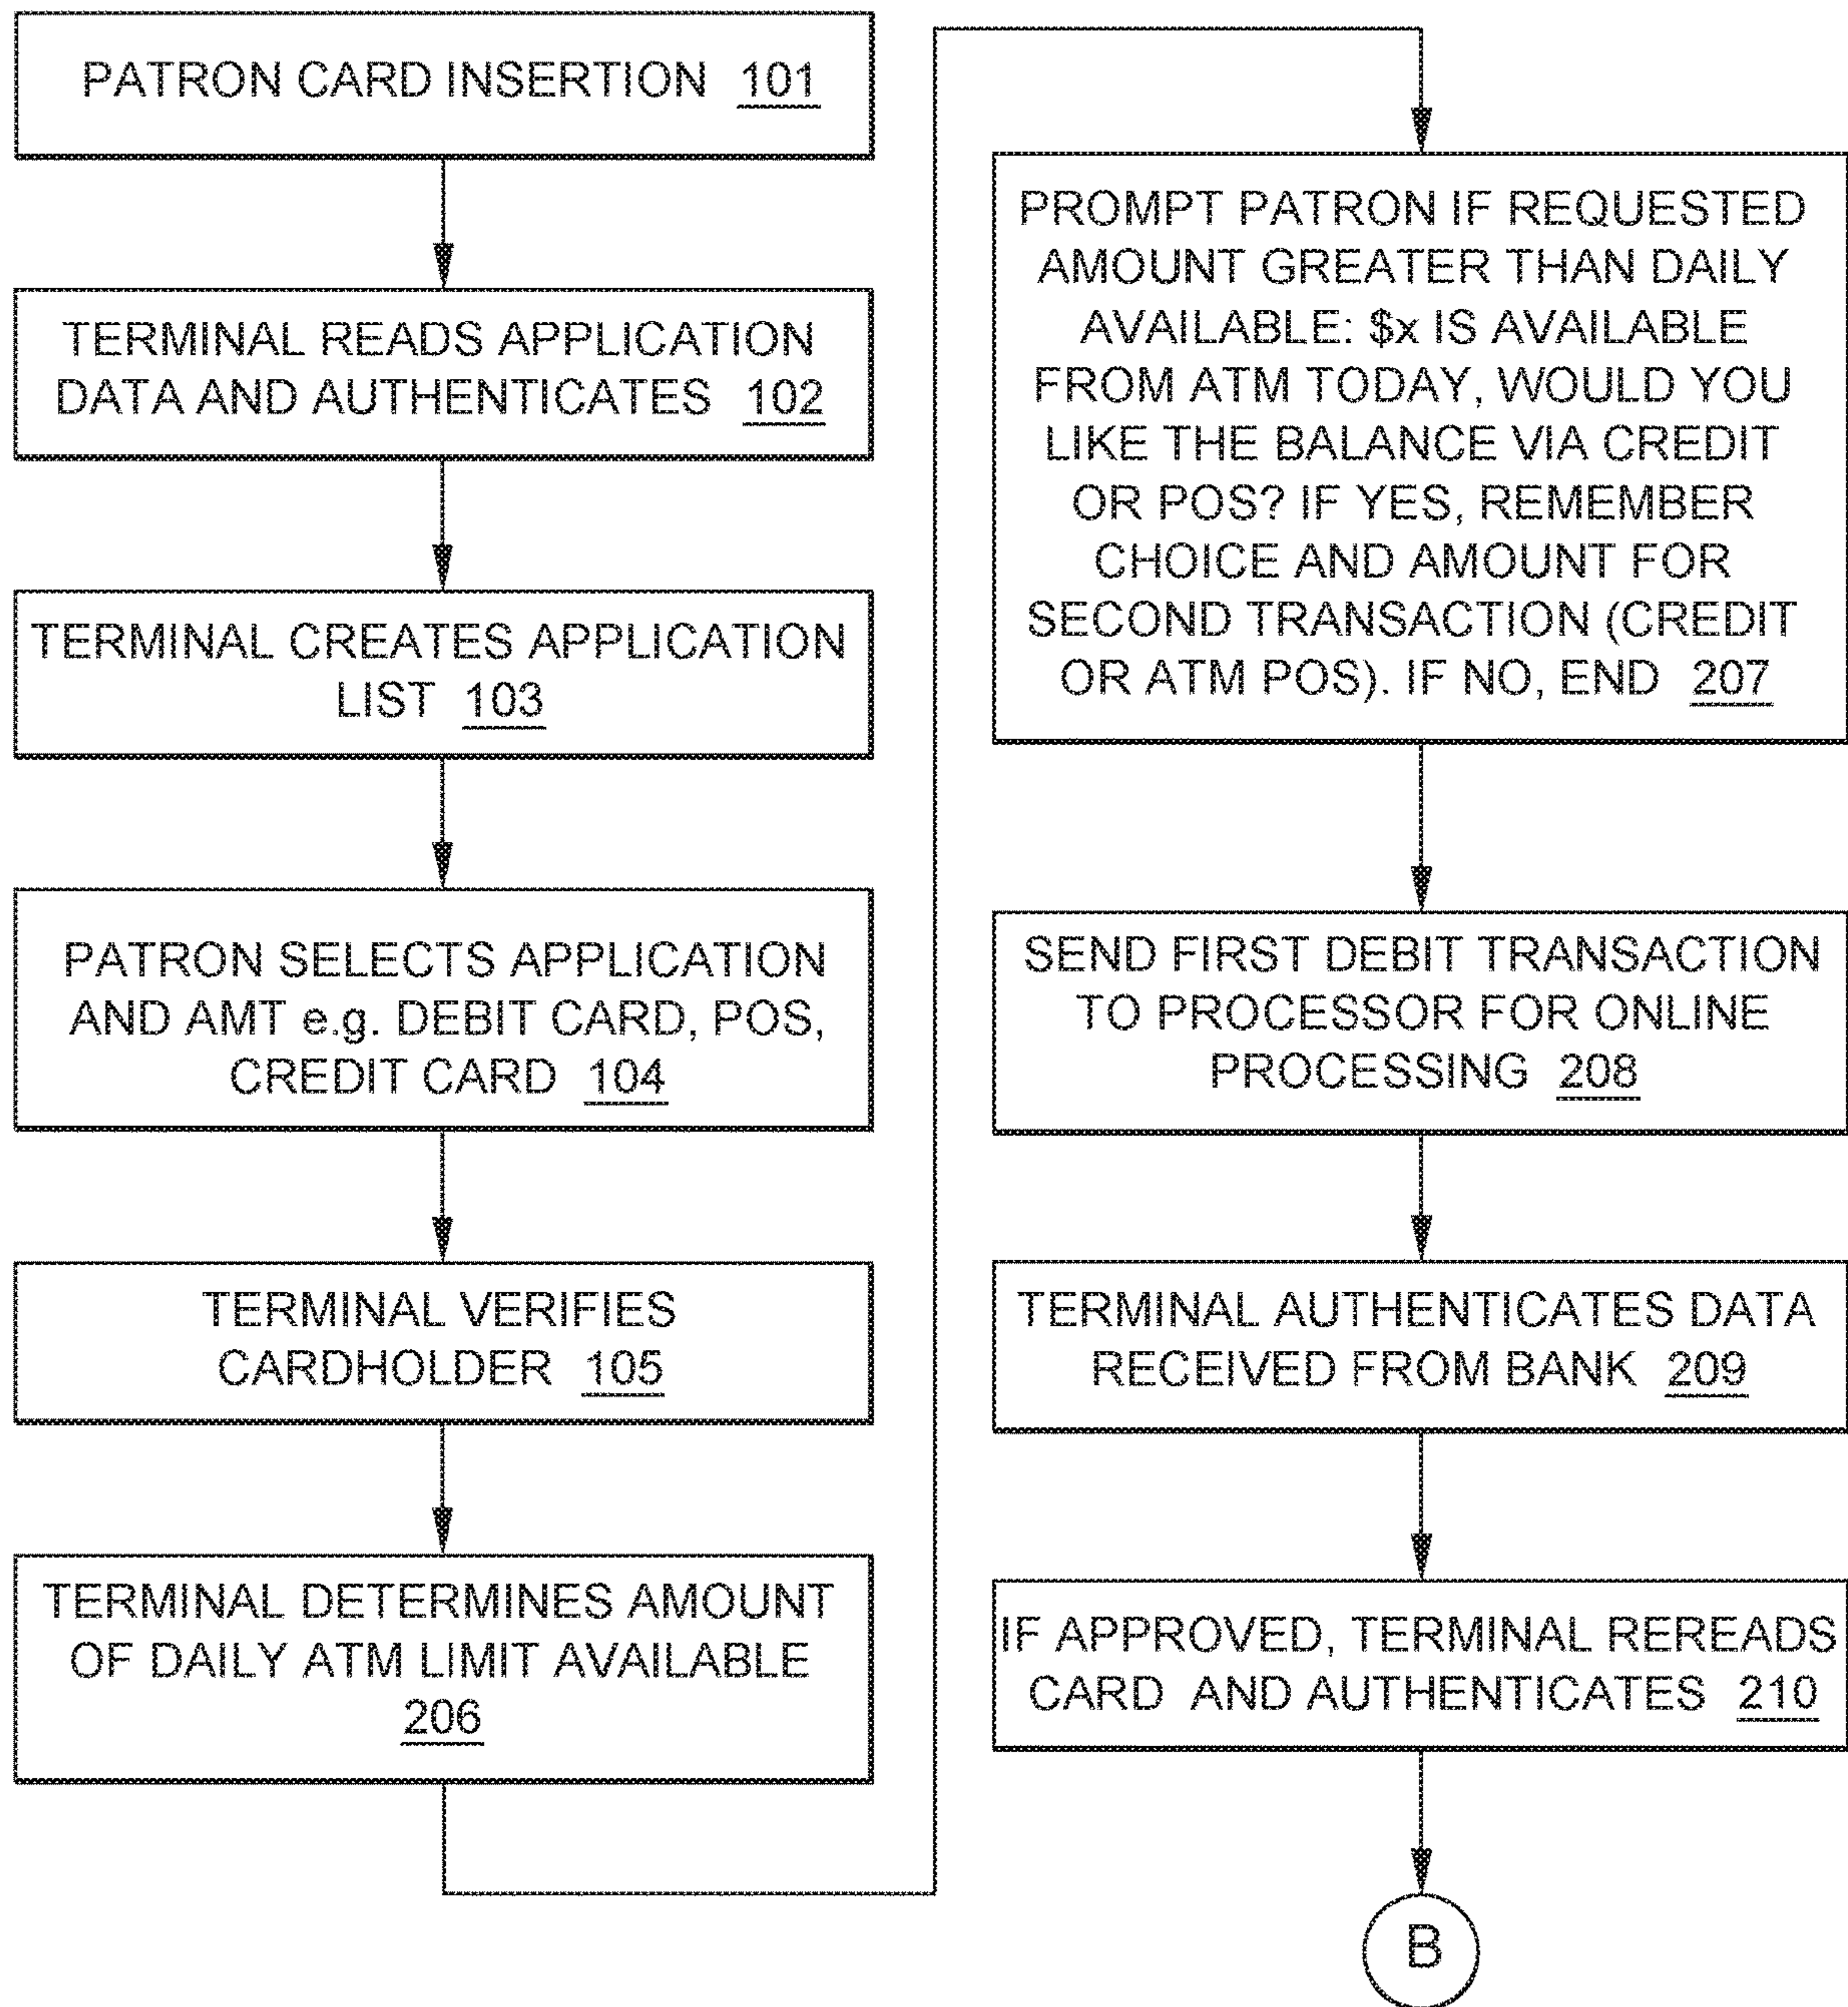 PATRON CARD INSERTION 101
TERMINAL READS APPLICATION
DATA AND AUTHENTICATES 102
TERMINAL CREATES APPLICATION
LIST 103
PATRON SELECTS APPLICATION
AND AMT e.g. DEBIT CARD, POS,
CREDIT CARD 104
TERMINAL VERIFIES
CARDHOLDER 105
TERMINAL DETERMINES AMOUNT
OF DAILY ATM LIMIT AVAILABLE
206
PROMPT PATRON IF REQUESTED
AMOUNT GREATER THAN DAILY
AVAILABLE: $x IS AVAILABLE
FROM ATM TODAY, WOULD YOU
LIKE THE BALANCE VIA CREDIT
OR POS? IF YES, REMEMBER
CHOICE AND AMOUNT FOR
SECOND TRANSACTION (CREDIT
OR ATM POS). IF NO, END 207
SEND FIRST DEBIT TRANSACTION
TO PROCESSOR FOR ONLINE
PROCESSING 208
TERMINAL AUTHENTICATES DATA
RECEIVED FROM BANK 209
IF APPROVED, TERMINAL REREADS
CARD AND AUTHENTICATES 210
B